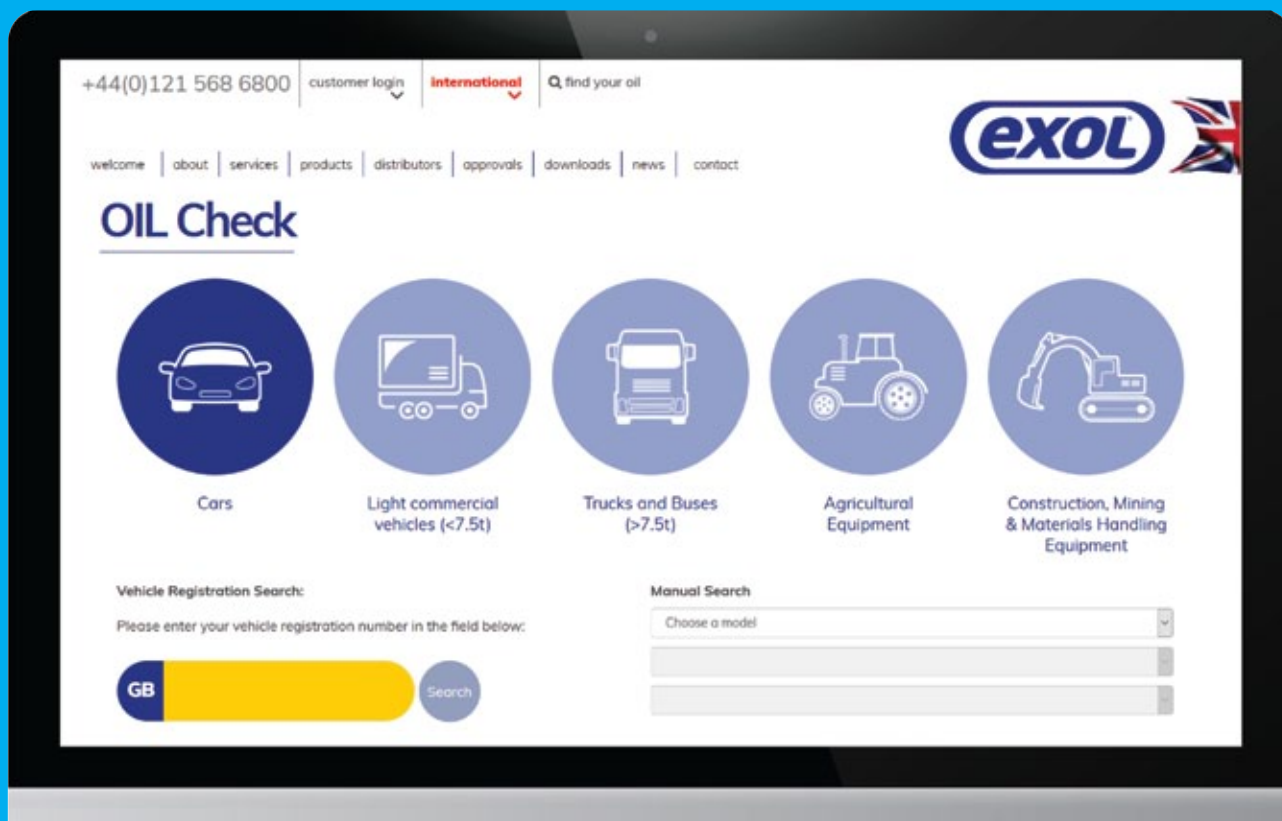 +44(0)121 568 6800 customer login international find your oil
exol
welcome about services products distributors approvals downloads news contact
OIL Check
Cars
Light commercial
vehicles (<7.5t)
Trucks and Buses
(>7.5t)
Agricultural
Equipment
Construction, Mining
& Materials Handling
Equipment
Vehicle Registration Search:
Please enter your vehicle registration number in the field below:
GB
Search
Manual Search
Choose a model